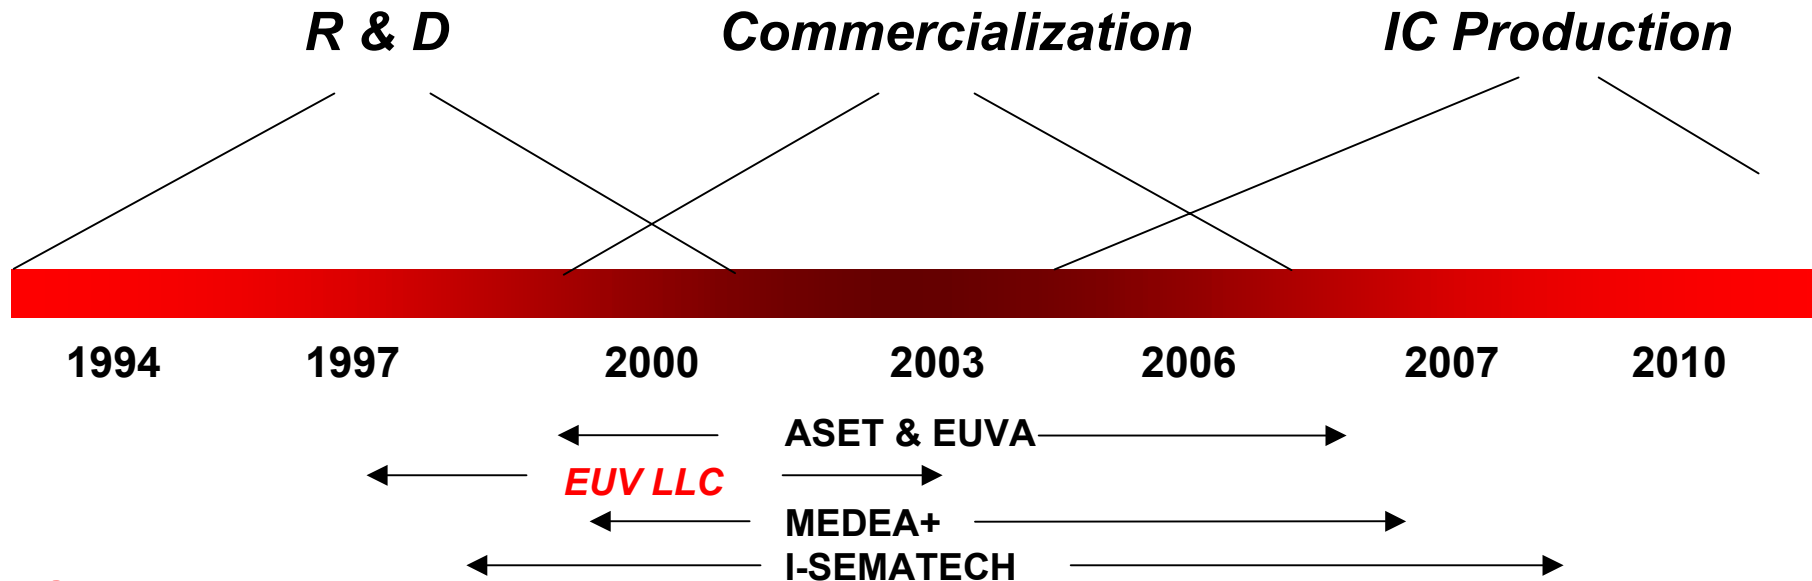 R & D Commercialization IC Production
1994 1997 2000 2003 2006 2007 2010
ASET & EUVA
EUV LLC
MEDEA+
I-SEMATECH